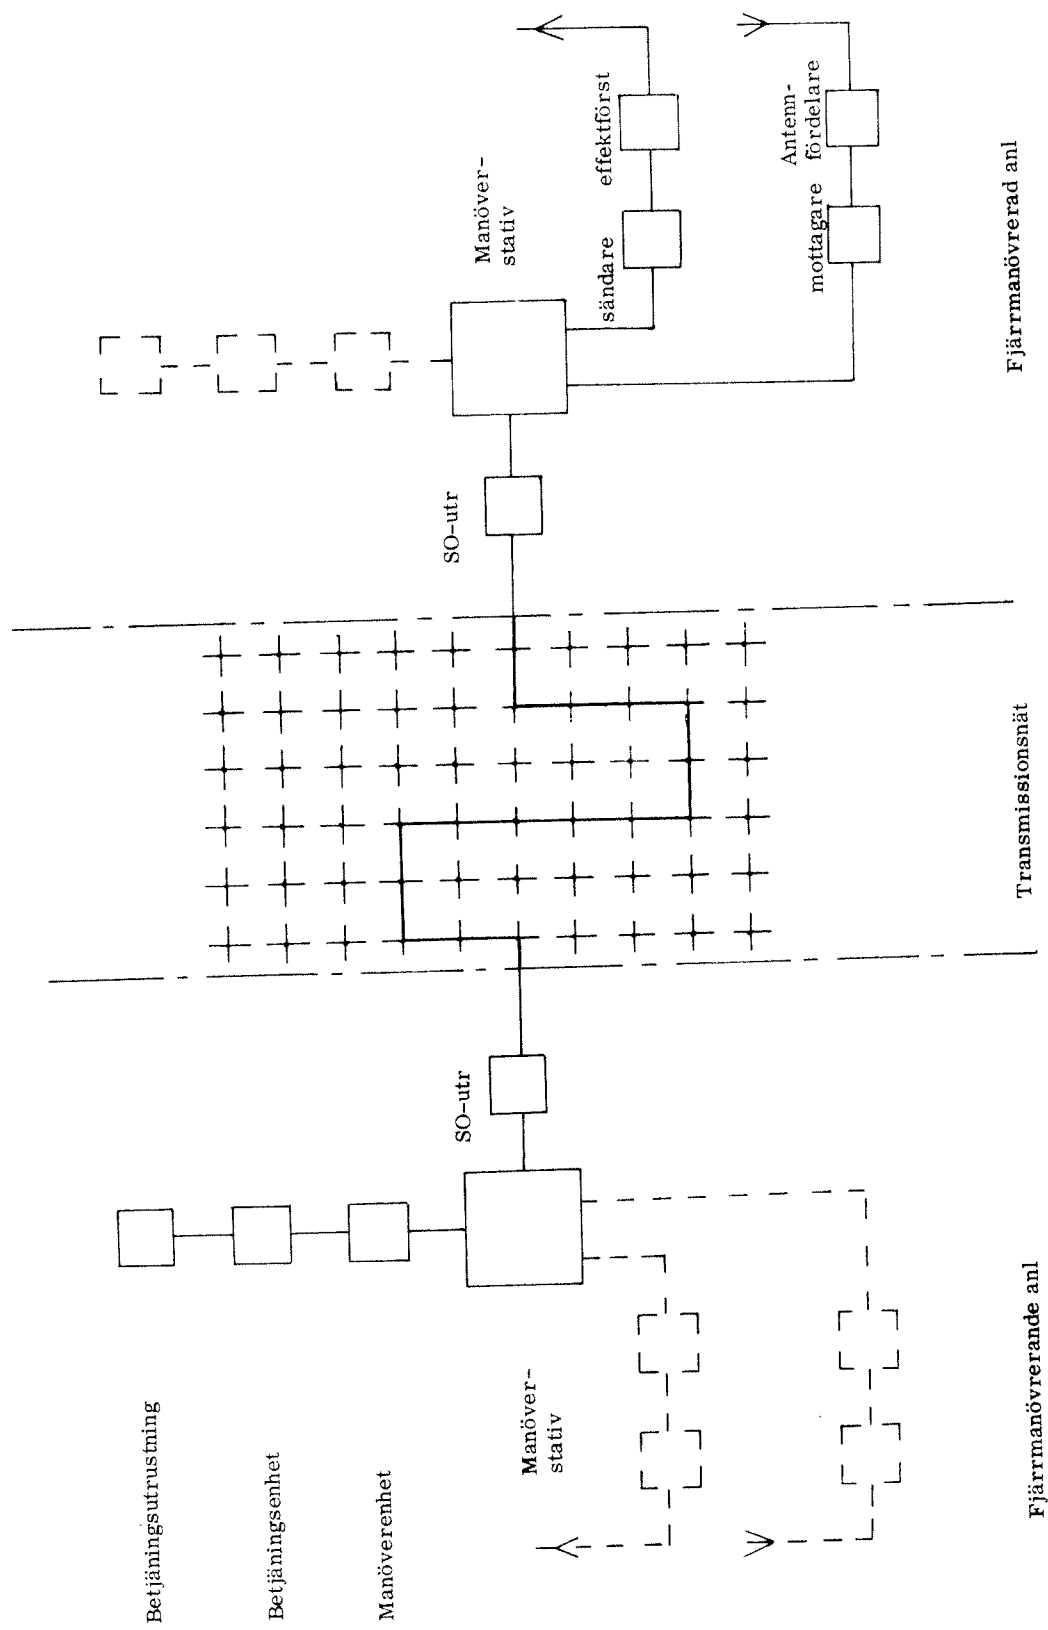 Betjäningsutrustning
Betjäningsenhet
Manöverenhet
Manöver-
stativ
SO-utr
SO-utr
Manöver-
stativ
sändare
effektförst
mottagare
Antenn-
fördelare
Fjärrmanövrerande anl
Transmissionsnät
Fjärrmanövrerad anl